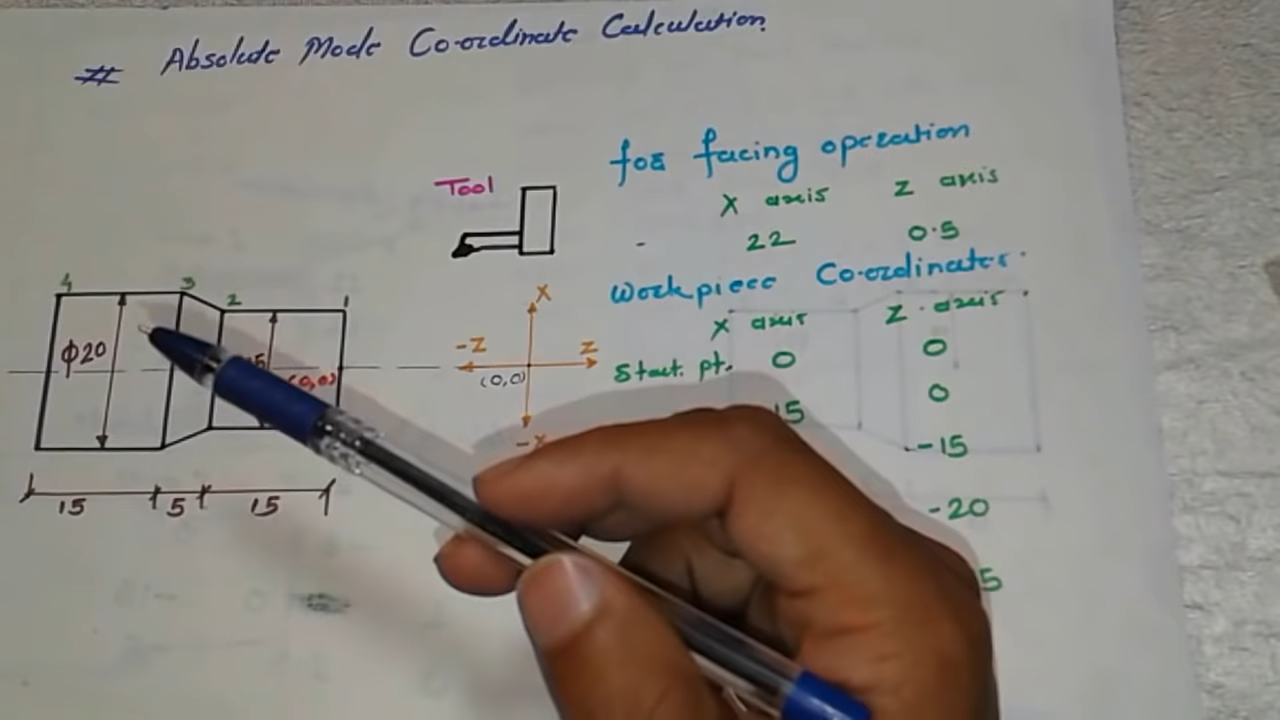 # Absolute Mode Co-ordinate Calculation
for facing operation
X axis Z axis
- 22 0.5
Workpiece Co-ordinates.
X axis Z axis
Start. pt. 0 0
15 0
-15
-20
5
Tool
X
-Z Z
(0,0)
-X
4 3 2 1
φ20 5 (0,0)
15 5 15